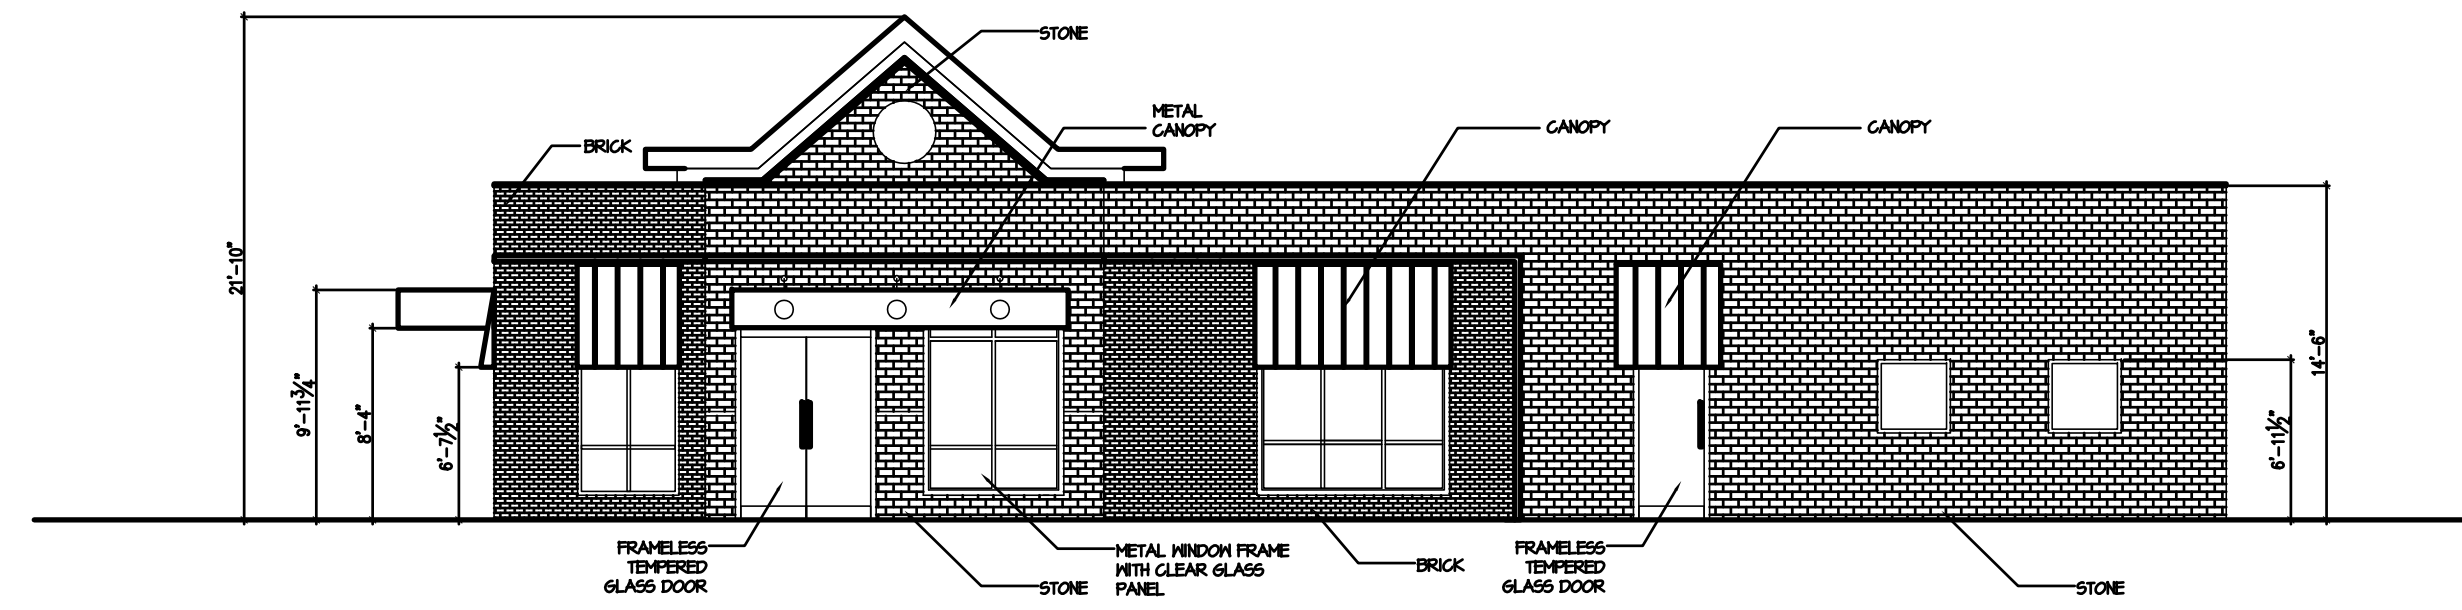 STONE
METAL
CANOPY
CANOPY
CANOPY
BRICK
21'-10"
9'-11¾"
8'-4"
6'-7½"
14'-6"
6'-11½"
FRAMELESS
TEMPERED
GLASS DOOR
STONE
METAL WINDOW FRAME
WITH CLEAR GLASS
PANEL
BRICK
FRAMELESS
TEMPERED
GLASS DOOR
STONE